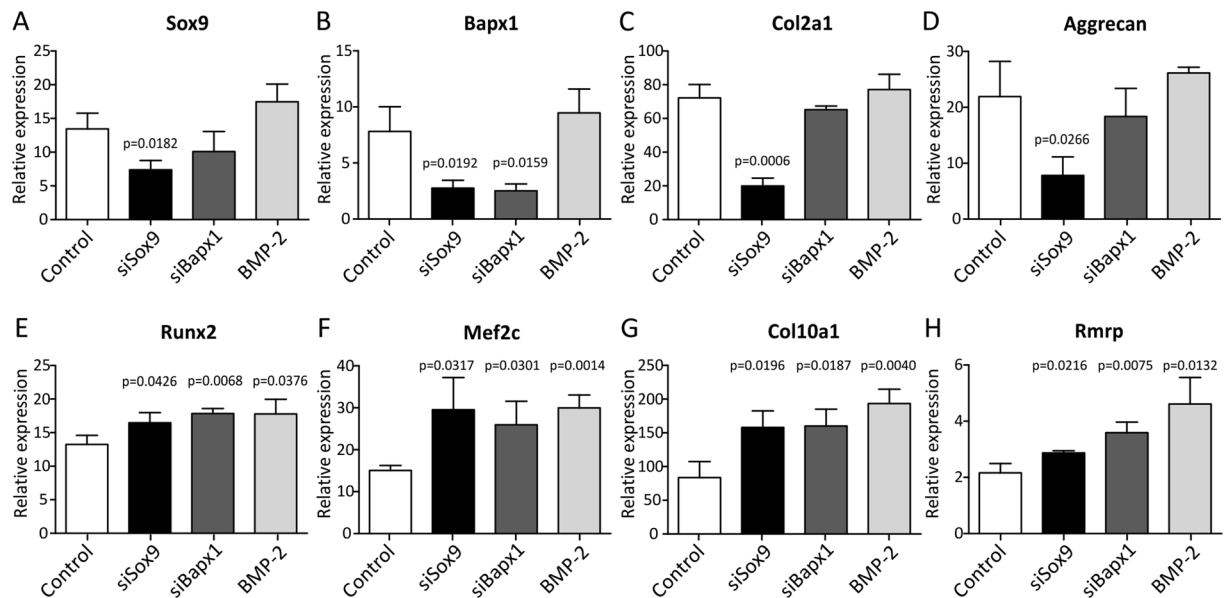 A Sox9
Relative expression
25
20
15
10
5
0
p=0.0182
Control
siSox9
siBapx1
BMP-2
B Bapx1
Relative expression
15
10
5
0
p=0.0192 p=0.0159
Control
siSox9
siBapx1
BMP-2
C Col2a1
Relative expression
100
80
60
40
20
0
p=0.0006
Control
siSox9
siBapx1
BMP-2
D Aggrecan
Relative expression
30
20
10
0
p=0.0266
Control
siSox9
siBapx1
BMP-2
E Runx2
Relative expression
25
20
15
10
5
0
p=0.0426 p=0.0068 p=0.0376
Control
siSox9
siBapx1
BMP-2
F Mef2c
Relative expression
40
30
20
10
0
p=0.0317 p=0.0301 p=0.0014
Control
siSox9
siBapx1
BMP-2
G Col10a1
Relative expression
250
200
150
100
50
0
p=0.0196 p=0.0187 p=0.0040
Control
siSox9
siBapx1
BMP-2
H Rmrp
Relative expression
6
4
2
0
p=0.0216 p=0.0075 p=0.0132
Control
siSox9
siBapx1
BMP-2